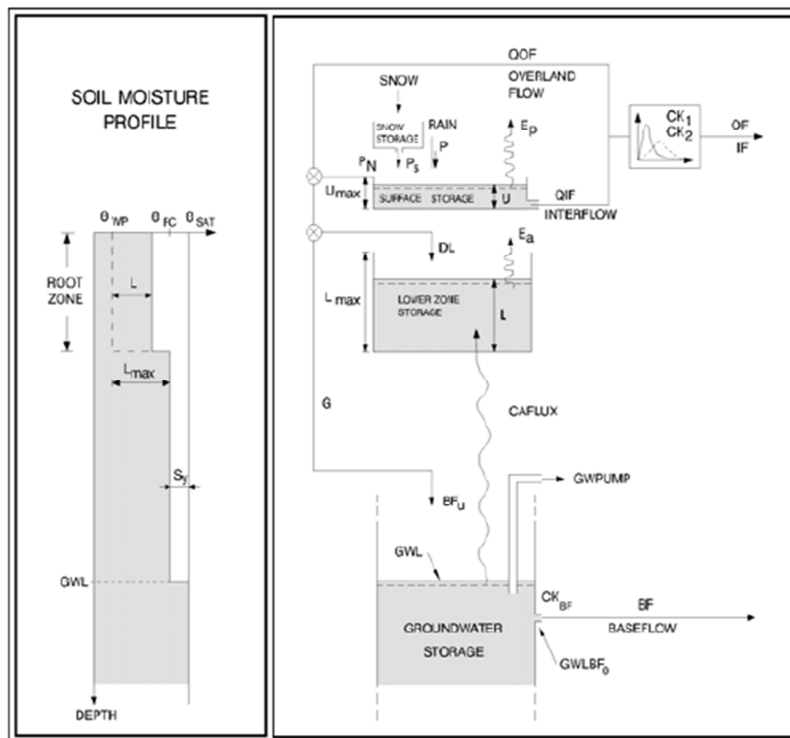 SOIL MOISTURE
PROFILE
θWP θFC θSAT
ROOT
ZONE
L
Lmax
Sy
GWL
DEPTH
QOF
OVERLAND
FLOW
SNOW
SNOW
STORAGE
RAIN
P
PN
Ps
Ep
CK1
CK2
OF
IF
Umax
SURFACE STORAGE
U
QIF
INTERFLOW
DL
Ea
Lmax
LOWER ZONE
STORAGE
L
G
CAFLUX
BFu
GWPUMP
GWL
CKBF
BF
BASEFLOW
GROUNDWATER
STORAGE
GWLBF0